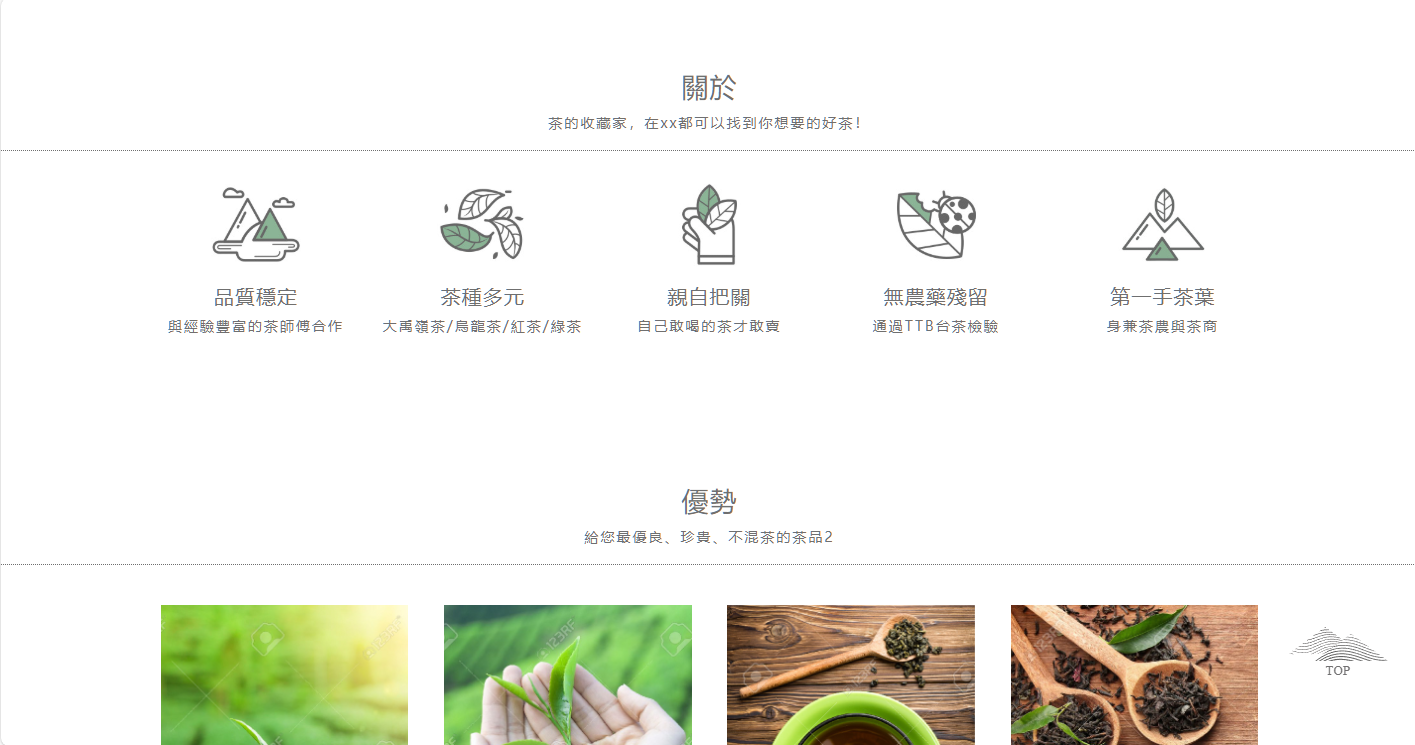 關於
茶的收藏家，在xx都可以找到你想要的好茶！
品質穩定
與經驗豐富的茶師傅合作
茶種多元
大禹嶺茶/烏龍茶/紅茶/綠茶
親自把關
自己敢喝的茶才敢賣
無農藥殘留
通過TTB台茶檢驗
第一手茶葉
身兼茶農與茶商
優勢
給您最優良、珍貴、不混茶的茶品2
123RF
123RF
TOP